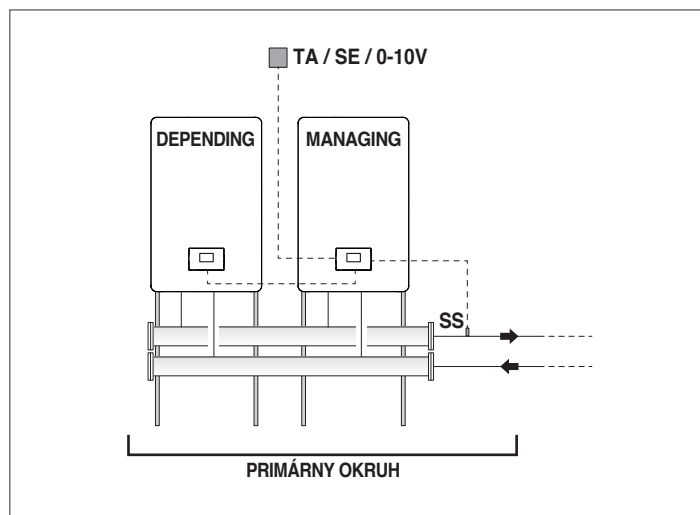 TA / SE / 0-10V
DEPENDING
MANAGING
SS
PRIMÁRNY OKRUH